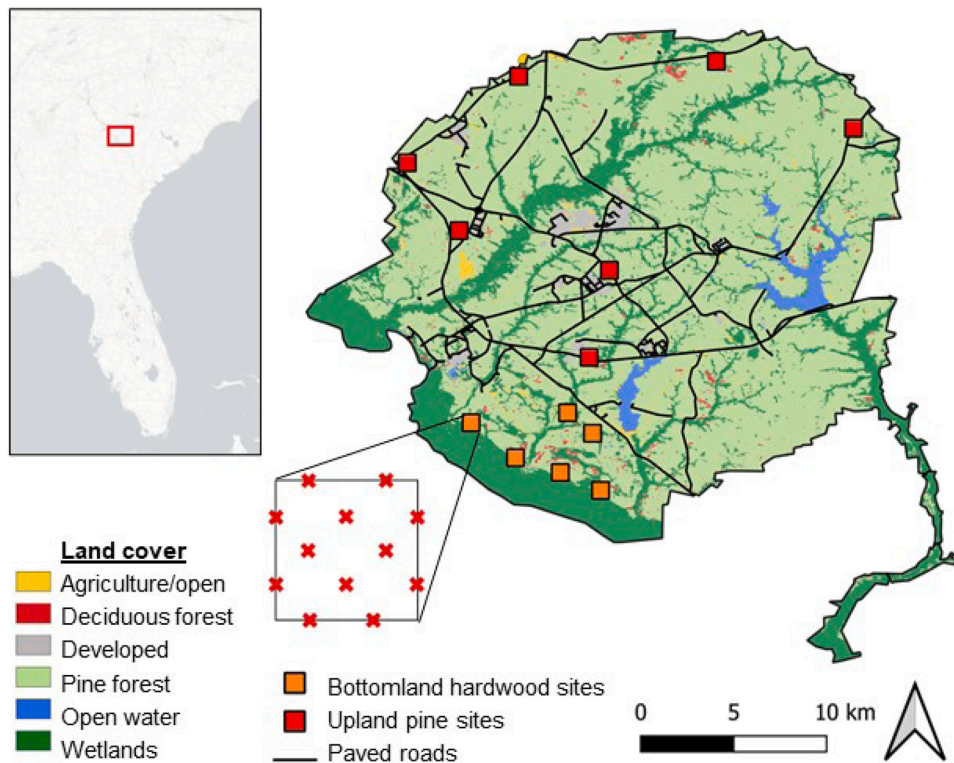 Land cover
Agriculture/open
Deciduous forest
Developed
Pine forest
Open water
Wetlands
Bottomland hardwood sites
Upland pine sites
Paved roads
0 5 10 km